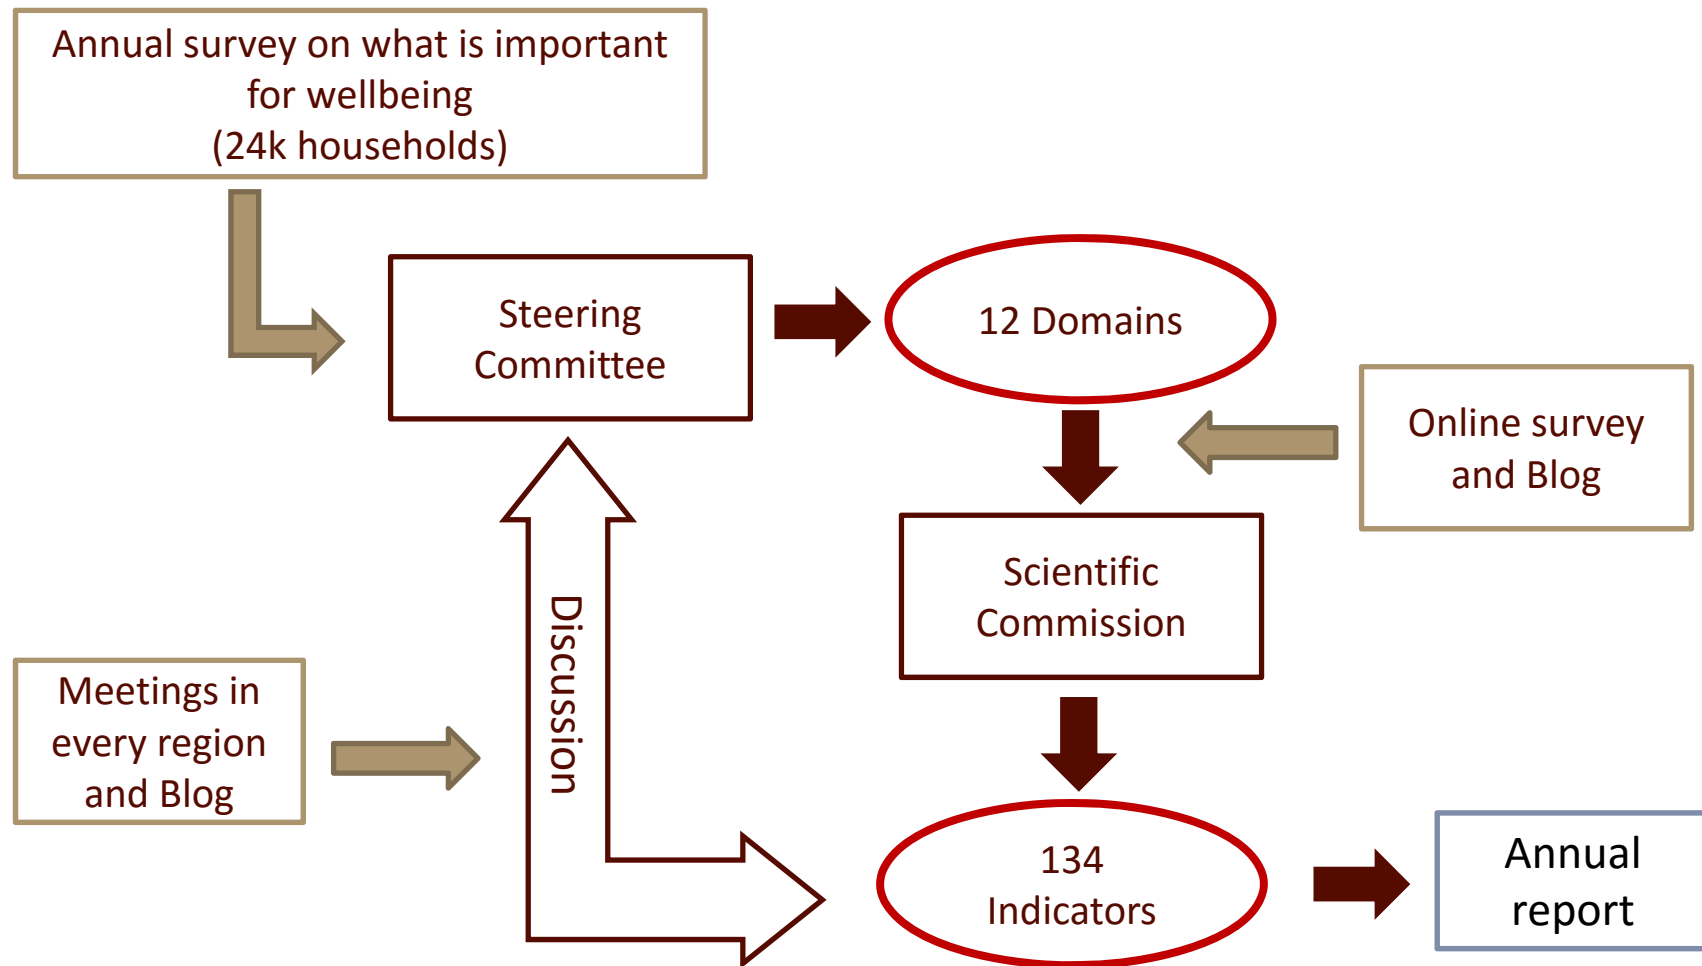 Annual survey on what is important
for wellbeing
(24k households)
Steering
Committee
12 Domains
Online survey
and Blog
Scientific
Commission
Discussion
Meetings in
every region
and Blog
134
Indicators
Annual
report